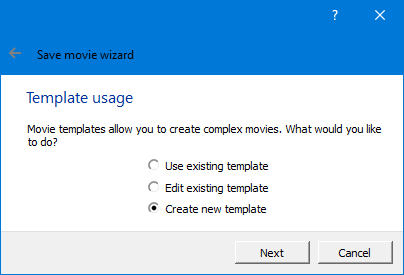 ?
Save movie wizard
Template usage
Movie templates allow you to create complex movies. What would you like
to do?
Use existing template
Edit existing template
Create new template
Next
Cancel